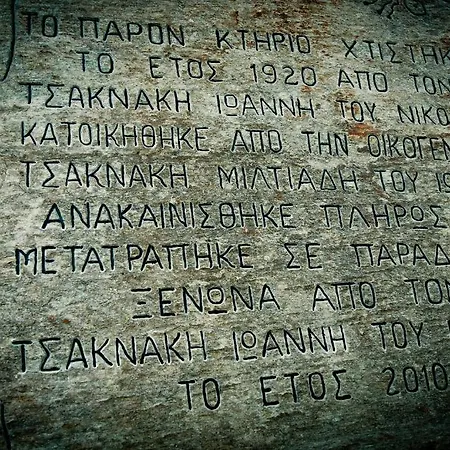 ΤΟ ΠΑΡΟΝ ΚΤΗΡΙΟ ΧΤΙΣΤΗΚ
ΤΟ ΕΤΟΣ 1920 ΑΠΟ ΤΟΝ
ΤΣΑΚΝΑΚΗ ΙΩΑΝΝΗ ΤΟΥ ΝΙΚΟ
ΚΑΤΟΙΚΗΘΗΚΕ ΑΠΟ ΤΗΝ ΟΙΚΟΓΕΝ
ΤΣΑΚΝΑΚΗ ΜΙΛΤΙΑΔΗ ΤΟΥ ΙΩ
ΑΝΑΚΑΙΝΙΣΘΗΚΕ ΠΛΗΡΩΣ
ΜΕΤΑΤΡΑΠΗΚΕ ΣΕ ΠΑΡΑΔ
ΞΕΝΩΝΑ ΑΠΟ ΤΟΝ
ΤΣΑΚΝΑΚΗ ΙΩΑΝΝΗ ΤΟΥ
ΤΟ ΕΤΟΣ 2010